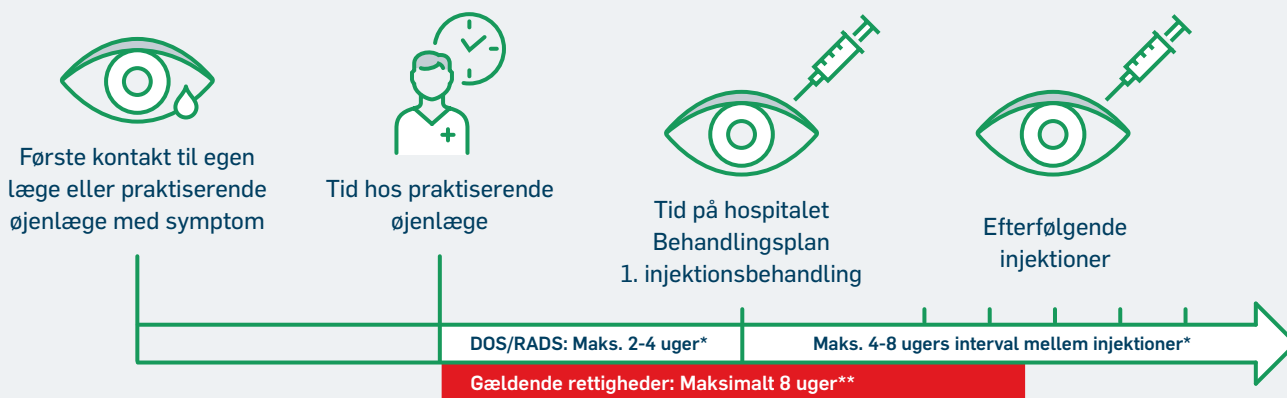 Første kontakt til egen
læge eller praktiserende
øjenlæge med symptom
Tid hos praktiserende
øjenlæge
Tid på hospitalet
Behandlingsplan
1. injektionsbehandling
Efterfølgende
injektioner
DOS/RADS: Maks. 2-4 uger*
Maks. 4-8 ugers interval mellem injektioner*
Gældende rettigheder: Maksimalt 8 uger**